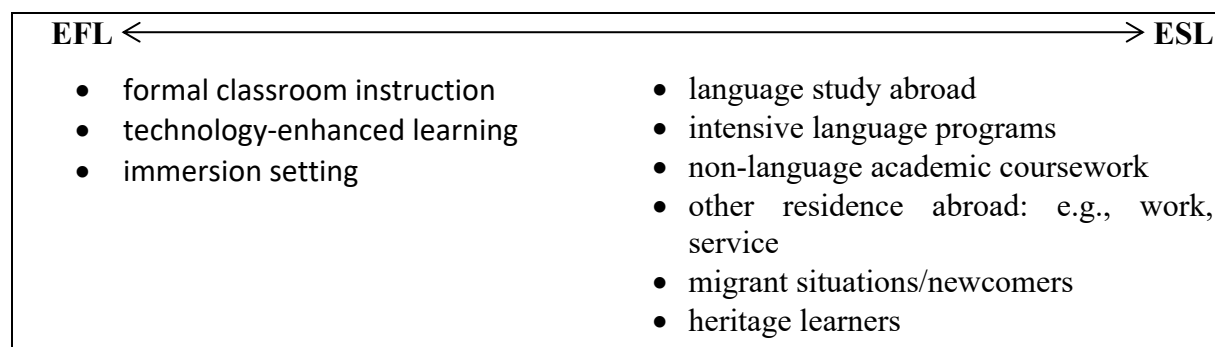 EFL ESL
• formal classroom instruction
• technology-enhanced learning
• immersion setting
• language study abroad
• intensive language programs
• non-language academic coursework
• other residence abroad: e.g., work,
service
• migrant situations/newcomers
• heritage learners